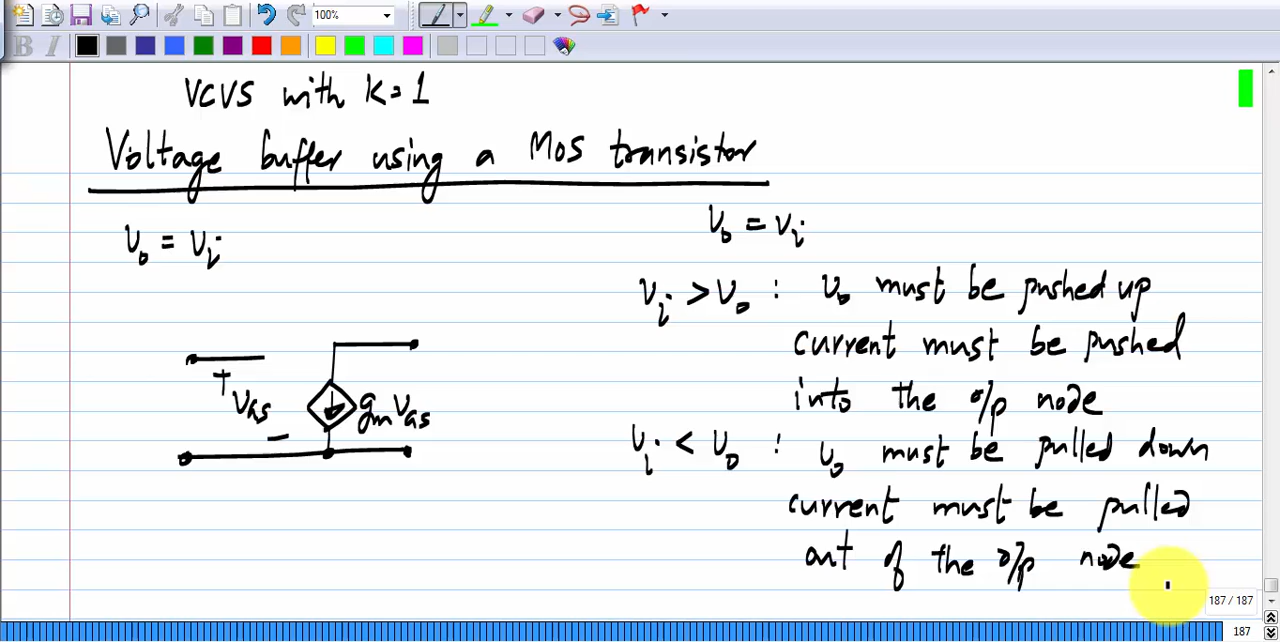 100%
B I
VCVS with k=1
Voltage buffer using a MOS transistor
Vo = Vi
Vo = Vi
Vi > Vo : Vo must be pushed up
current must be pushed
into the o/p node
Vi < Vo : Vo must be pulled down
current must be pulled
out of the o/p node
+
VGS
-
gmVGS
187 / 187
187